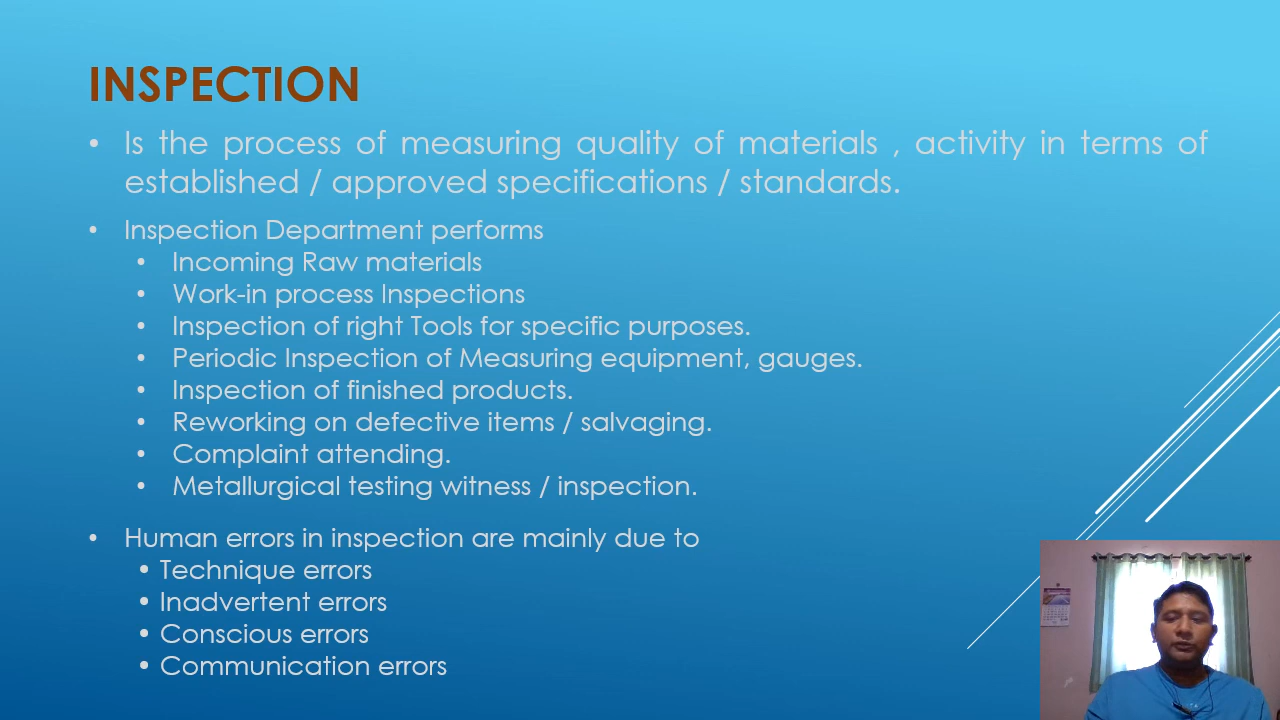 INSPECTION
• Is the process of measuring quality of materials , activity in terms of
established / approved specifications / standards.
• Inspection Department performs
• Incoming Raw materials
• Work-in process Inspections
• Inspection of right Tools for specific purposes.
• Periodic Inspection of Measuring equipment, gauges.
• Inspection of finished products.
• Reworking on defective items / salvaging.
• Complaint attending.
• Metallurgical testing witness / inspection.
• Human errors in inspection are mainly due to
• Technique errors
• Inadvertent errors
• Conscious errors
• Communication errors